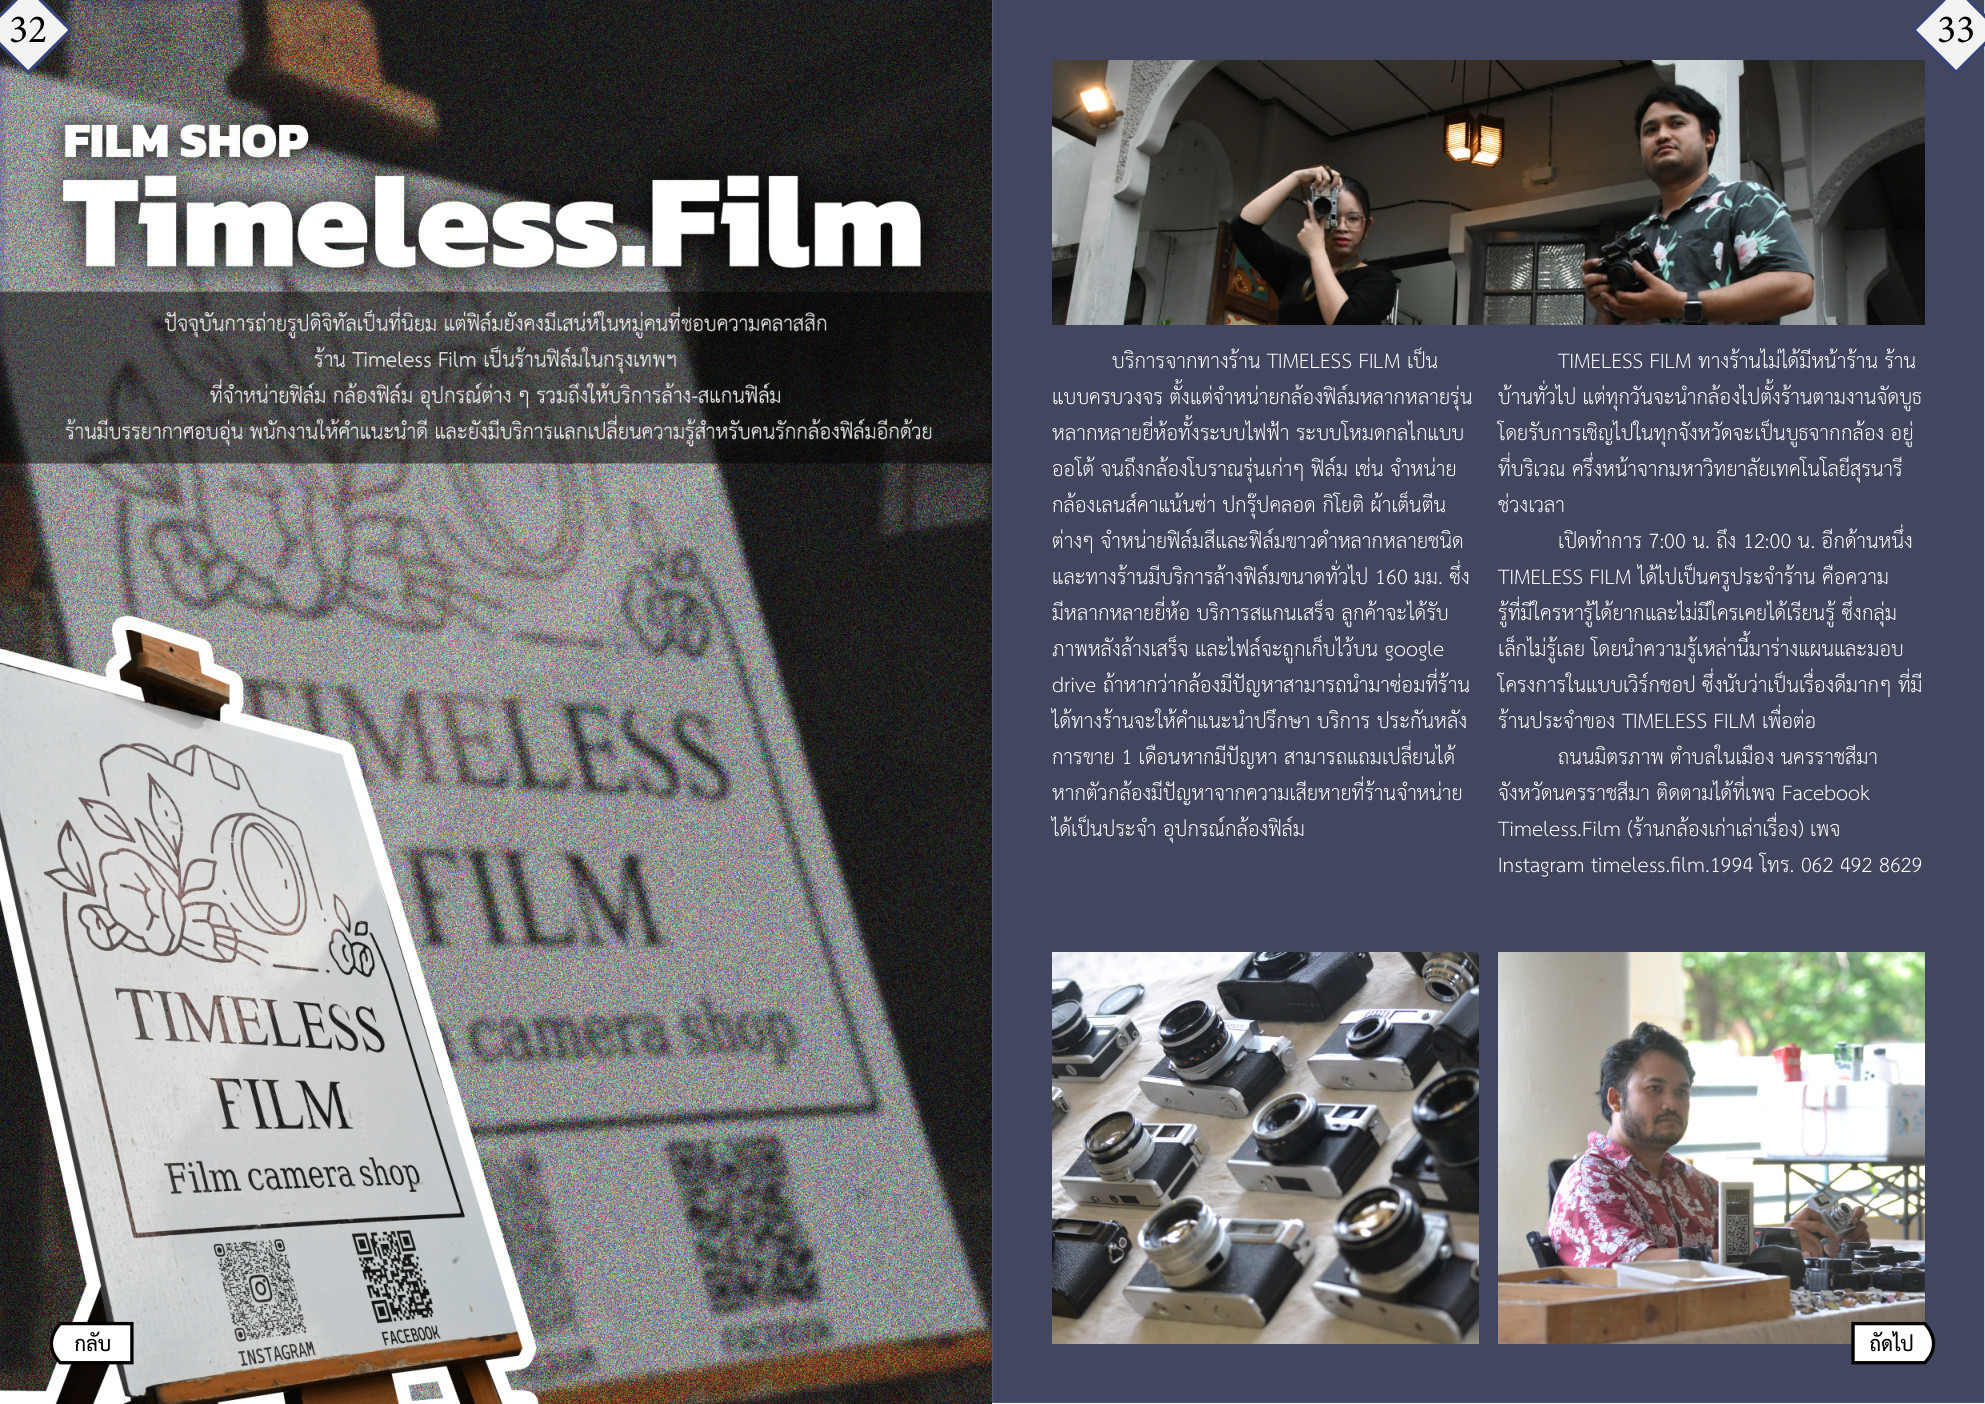 32
FILM SHOP
Timeless.Film
ปัจจุบันการถ่ายรูปดิจิทัลเป็นที่นิยม แต่ฟิล์มยังคงมีเสน่ห์ในหมู่คนที่ชอบความคลาสสิก
ร้าน Timeless Film เป็นร้านฟิล์มในกรุงเทพฯ
ที่จำหน่ายฟิล์ม กล้องฟิล์ม อุปกรณ์ต่าง ๆ รวมถึงให้บริการล้าง-สแกนฟิล์ม
ร้านมีบรรยากาศอบอุ่น พนักงานให้คำแนะนำดี และยังมีบริการแลกเปลี่ยนความรู้สำหรับคนรักกล้องฟิล์มอีกด้วย
TIMELESS
FILM
camera shop
TIMELESS
FILM
Film camera shop
INSTAGRAM
FACEBOOK
กลับ
33
บริการจากทางร้าน TIMELESS FILM เป็น
แบบครบวงจร ตั้งแต่จำหน่ายกล้องฟิล์มหลากหลายรุ่น
หลากหลายยี่ห้อทั้งระบบไฟฟ้า ระบบโหมดกลไกแบบ
ออโต้ จนถึงกล้องโบราณรุ่นเก่าๆ ฟิล์ม เช่น จำหน่าย
กล้องเลนส์คาแน้นซ่า ปกรุ๊ปคลอด กิโยติ ผ้าเต็นตีน
ต่างๆ จำหน่ายฟิล์มสีและฟิล์มขาวดำหลากหลายชนิด
และทางร้านมีบริการล้างฟิล์มขนาดทั่วไป 160 มม. ซึ่ง
มีหลากหลายยี่ห้อ บริการสแกนเสร็จ ลูกค้าจะได้รับ
ภาพหลังล้างเสร็จ และไฟล์จะถูกเก็บไว้บน google
drive ถ้าหากว่ากล้องมีปัญหาสามารถนำมาซ่อมที่ร้าน
ได้ทางร้านจะให้คำแนะนำปรึกษา บริการ ประกันหลัง
การขาย 1 เดือนหากมีปัญหา สามารถแถมเปลี่ยนได้
หากตัวกล้องมีปัญหาจากความเสียหายที่ร้านจำหน่าย
ได้เป็นประจำ อุปกรณ์กล้องฟิล์ม
TIMELESS FILM ทางร้านไม่ได้มีหน้าร้าน ร้าน
บ้านทั่วไป แต่ทุกวันจะนำกล้องไปตั้งร้านตามงานจัดบูธ
โดยรับการเชิญไปในทุกจังหวัดจะเป็นบูธจากกล้อง อยู่
ที่บริเวณ ครึ่งหน้าจากมหาวิทยาลัยเทคโนโลยีสุรนารี
ช่วงเวลา
เปิดทำการ 7:00 น. ถึง 12:00 น. อีกด้านหนึ่ง
TIMELESS FILM ได้ไปเป็นครูประจำร้าน คือความ
รู้ที่มีใครหารู้ได้ยากและไม่มีใครเคยได้เรียนรู้ ซึ่งกลุ่ม
เล็กไม่รู้เลย โดยนำความรู้เหล่านี้มาร่างแผนและมอบ
โครงการในแบบเวิร์กชอป ซึ่งนับว่าเป็นเรื่องดีมากๆ ที่มี
ร้านประจำของ TIMELESS FILM เพื่อต่อ
ถนนมิตรภาพ ตำบลในเมือง นครราชสีมา
จังหวัดนครราชสีมา ติดตามได้ที่เพจ Facebook
Timeless.Film (ร้านกล้องเก่าเล่าเรื่อง) เพจ
Instagram timeless.film.1994 โทร. 062 492 8629
ถัดไป